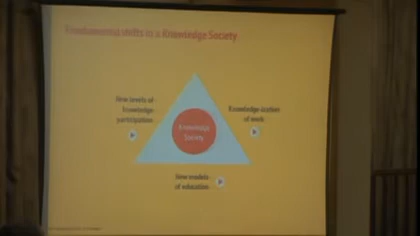 Fundamental shifts in a Knowledge Society
New levels of
knowledge
participation
Knowledge-ization
of work
Knowledge
Society
New models
of education